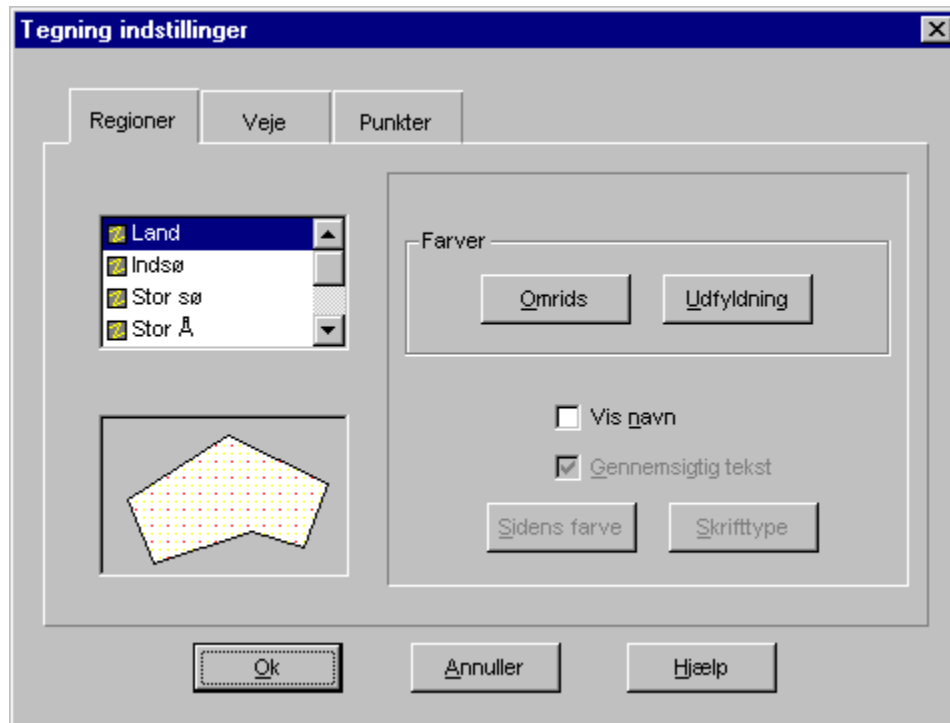 Tegning indstillinger
Regioner
Veje
Punkter
Land
Indsø
Stor sø
Stor Å
Farver
Omrids
Udfyldning
Vis navn
Gennemsigtig tekst
Sidens farve
Skrifttype
Ok
Annuller
Hjælp